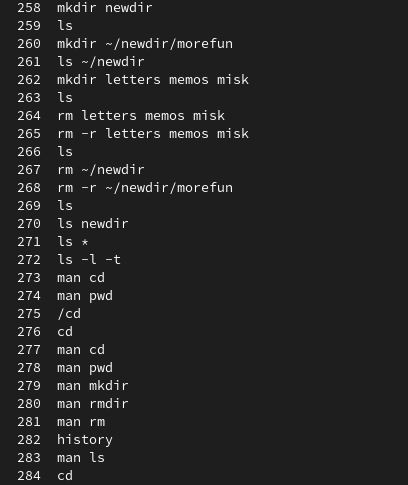 258 mkdir newdir
259 ls
260 mkdir ~/newdir/morefun
261 ls ~/newdir
262 mkdir letters memos misk
263 ls
264 rm letters memos misk
265 rm -r letters memos misk
266 ls
267 rm ~/newdir
268 rm -r ~/newdir/morefun
269 ls
270 ls newdir
271 ls *
272 ls -l -t
273 man cd
274 man pwd
275 /cd
276 cd
277 man cd
278 man pwd
279 man mkdir
280 man rmdir
281 man rm
282 history
283 man ls
284 cd